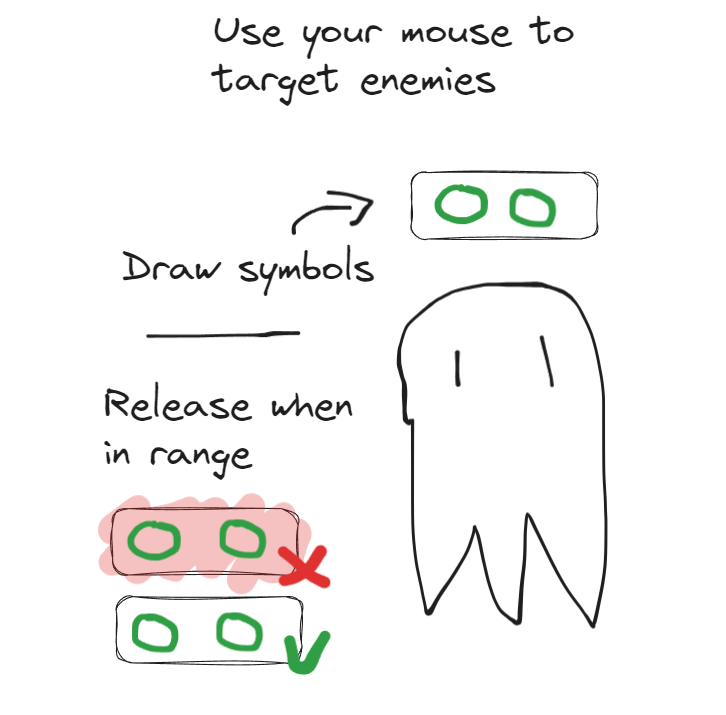 Use your mouse to
target enemies
Draw symbols
Release when
in range